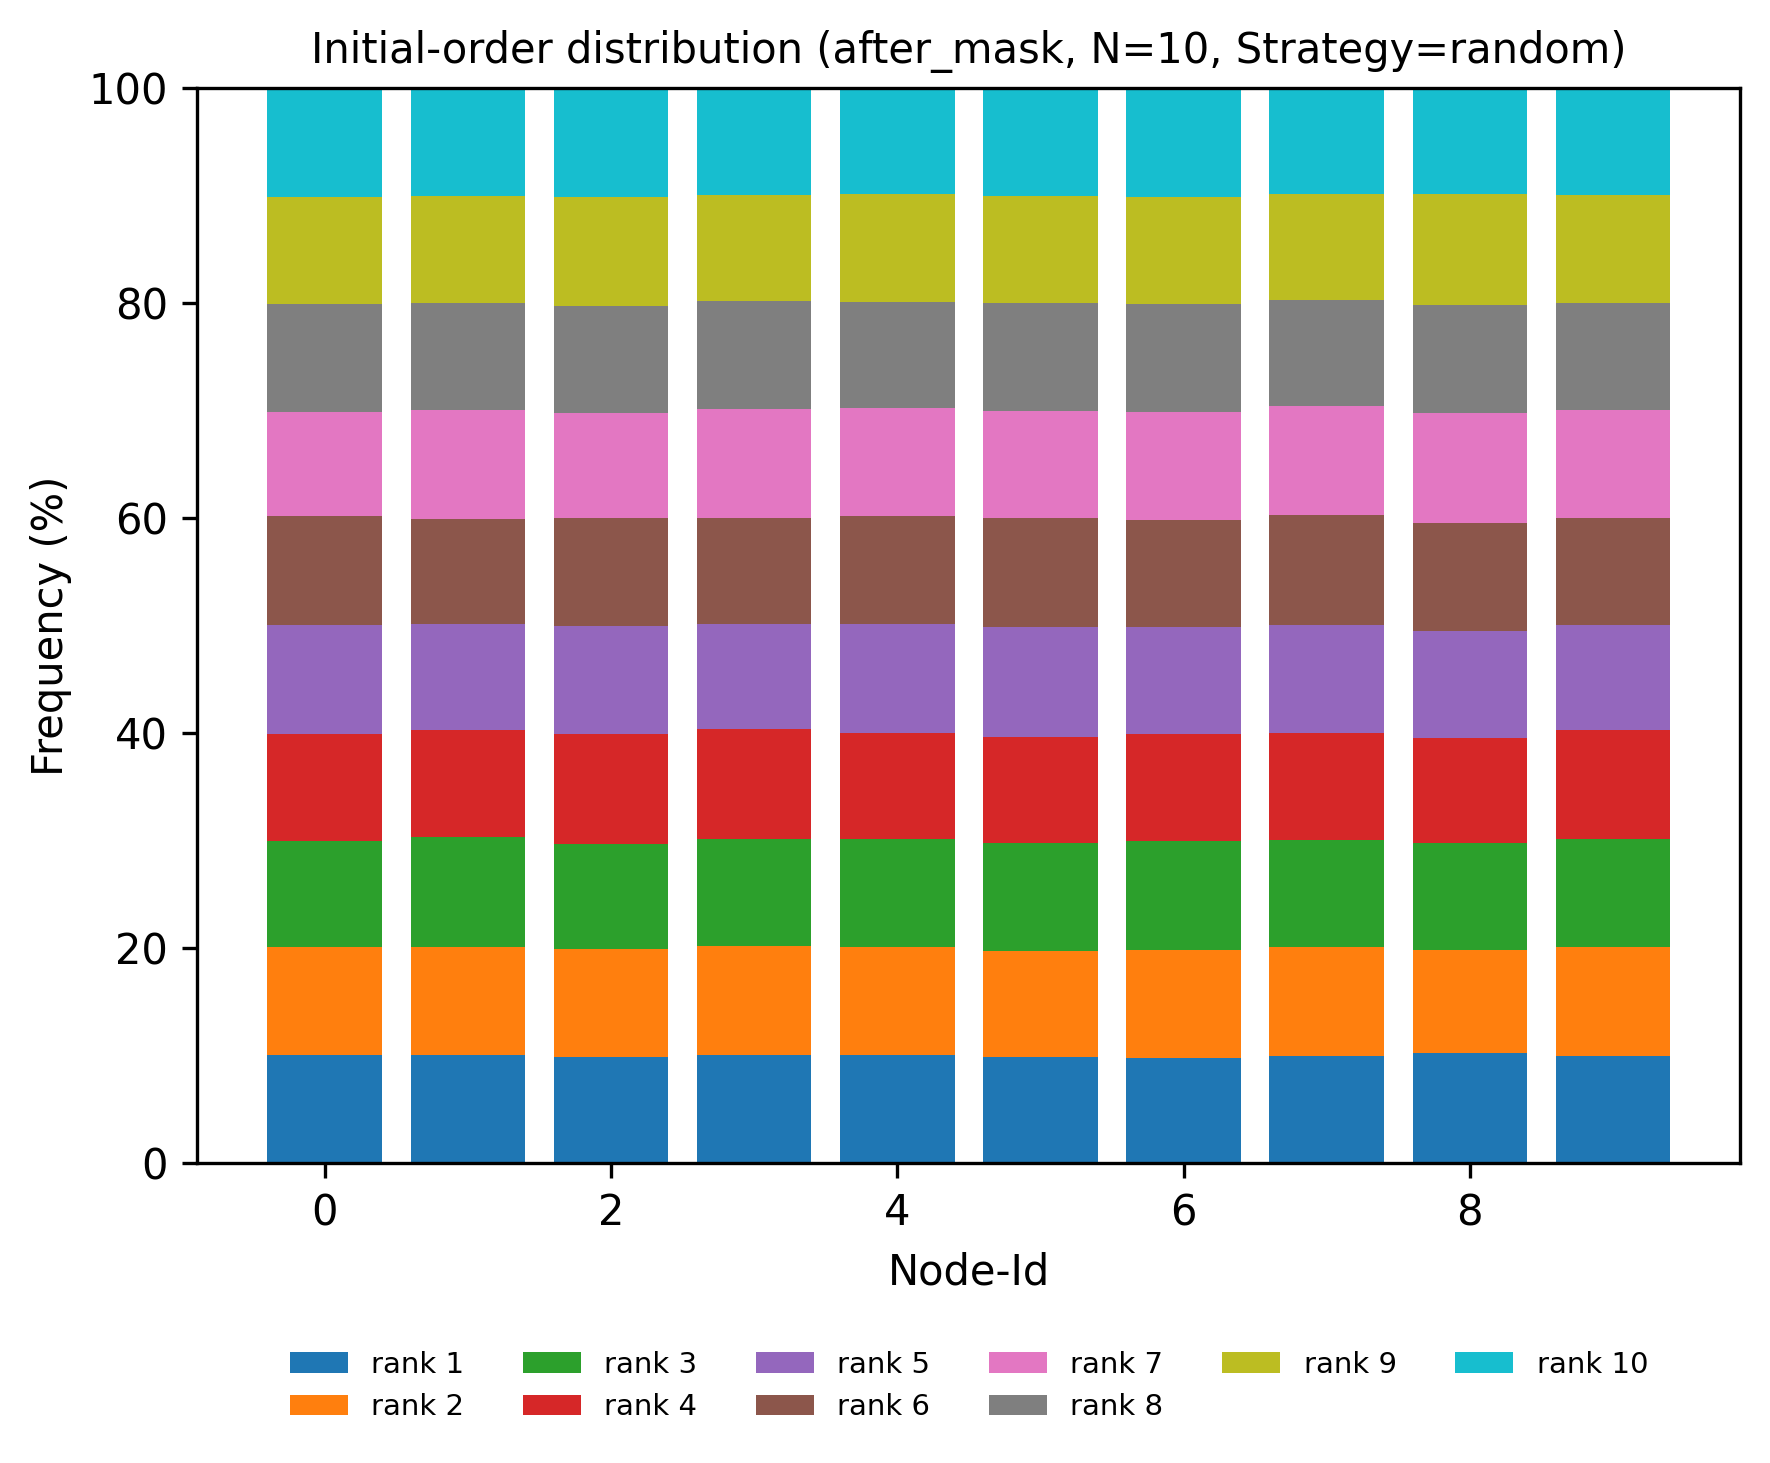 Initial-order distribution (after_mask, N=10, Strategy=random)
100
80
60
40
20
0
Frequency (%)
0 2 4 6 8
Node-Id
rank 1 rank 3 rank 5 rank 7 rank 9 rank 10
rank 2 rank 4 rank 6 rank 8